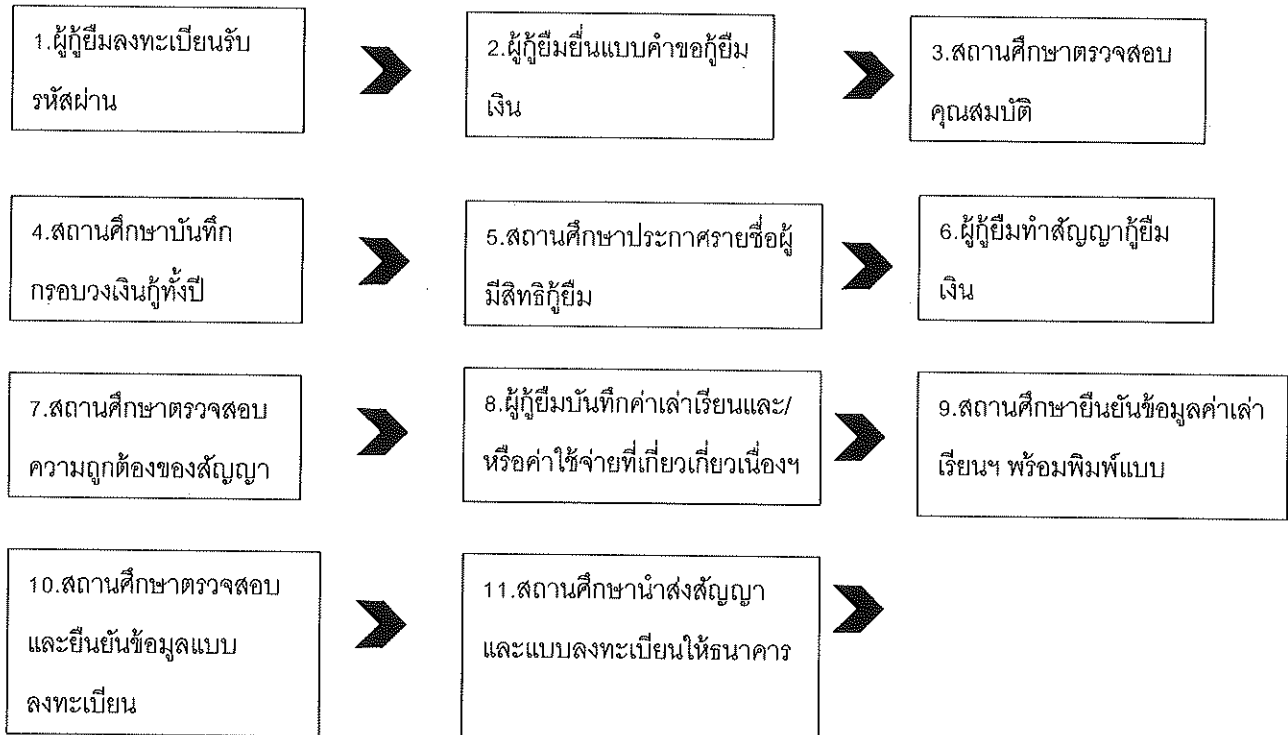 1.ผู้กู้ยืมลงทะเบียนรับ
รหัสผ่าน
2.ผู้กู้ยืมยื่นแบบคำขอกู้ยืม
เงิน
3.สถานศึกษาตรวจสอบ
คุณสมบัติ
4.สถานศึกษาบันทึก
กรอบวงเงินกู้ทั้งปี
5.สถานศึกษาประกาศรายชื่อผู้
มีสิทธิกู้ยืม
6.ผู้กู้ยืมทำสัญญากู้ยืม
เงิน
7.สถานศึกษาตรวจสอบ
ความถูกต้องของสัญญา
8.ผู้กู้ยืมบันทึกค่าเล่าเรียนและ/
หรือค่าใช้จ่ายที่เกี่ยวเกี่ยวเนื่องฯ
9.สถานศึกษายืนยันข้อมูลค่าเล่า
เรียนฯ พร้อมพิมพ์แบบ
10.สถานศึกษาตรวจสอบ
และยืนยันข้อมูลแบบ
ลงทะเบียน
11.สถานศึกษานำส่งสัญญา
และแบบลงทะเบียนให้ธนาคาร